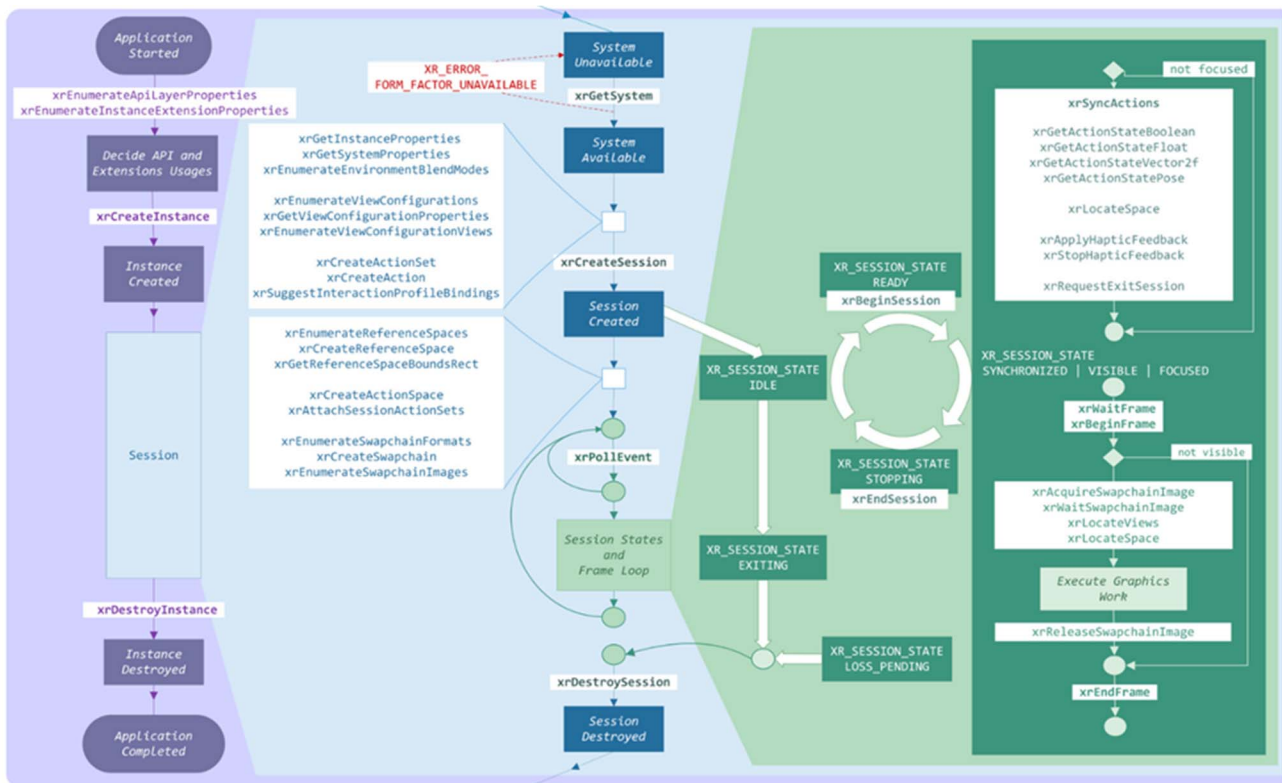 Application
Started
xrEnumerateApiLayerProperties
xrEnumerateInstanceExtensionProperties
Decide API and
Extensions Usages
xrCreateInstance
Instance
Created
Session
xrDestroyInstance
Instance
Destroyed
Application
Completed
System
Unavailable
XR_ERROR_
FORM_FACTOR_UNAVAILABLE
xrGetSystem
System
Available
xrGetInstanceProperties
xrGetSystemProperties
xrEnumerateEnvironmentBlendModes
xrEnumerateViewConfigurations
xrGetViewConfigurationProperties
xrEnumerateViewConfigurationViews
xrCreateActionSet
xrCreateAction
xrSuggestInteractionProfileBindings
xrCreateSession
Session
Created
xrEnumerateReferenceSpaces
xrCreateReferenceSpace
xrGetReferenceSpaceBoundsRect
xrCreateActionSpace
xrAttachSessionActionSets
xrEnumerateSwapchainFormats
xrCreateSwapchain
xrEnumerateSwapchainImages
xrPollEvent
Session States
and
Frame Loop
xrDestroySession
Session
Destroyed
XR_SESSION_STATE
IDLE
XR_SESSION_STATE
EXITING
XR_SESSION_STATE
READY
xrBeginSession
XR_SESSION_STATE
STOPPING
xrEndSession
XR_SESSION_STATE
LOSS_PENDING
not focused
xrSyncActions
xrGetActionStateBoolean
xrGetActionStateFloat
xrGetActionStateVector2f
xrGetActionStatePose
xrLocateSpace
xrApplyHapticFeedback
xrStopHapticFeedback
xrRequestExitSession
XR_SESSION_STATE
SYNCHRONIZED | VISIBLE | FOCUSED
xrWaitFrame
xrBeginFrame
not visible
xrAcquireSwapchainImage
xrWaitSwapchainImage
xrLocateViews
xrLocateSpace
Execute Graphics
Work
xrReleaseSwapchainImage
xrEndFrame